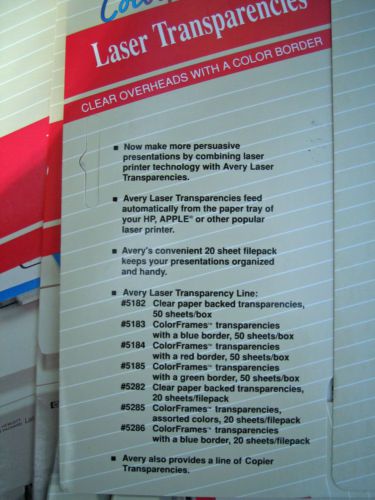 Laser Transparencies
CLEAR OVERHEADS WITH A COLOR BORDER
■ Now make more persuasive
presentations by combining laser
printer technology with Avery Laser
Transparencies.
■ Avery Laser Transparencies feed
automatically from the paper tray of
your HP, APPLE® or other popular
laser printer.
■ Avery's convenient 20 sheet filepack
keeps your presentations organized
and handy.
■ Avery Laser Transparency Line:
#5182 Clear paper backed transparencies,
50 sheets/box
#5183 ColorFrames™ transparencies
with a blue border, 50 sheets/box
#5184 ColorFrames™ transparencies
with a red border, 50 sheets/box
#5185 ColorFrames™ transparencies
with a green border, 50 sheets/box
#5282 Clear paper backed transparencies,
20 sheets/filepack
#5285 ColorFrames™ transparencies,
assorted colors, 20 sheets/filepack
#5286 ColorFrames™ transparencies
with a blue border, 20 sheets/filepack
■ Avery also provides a line of Copier
Transparencies.